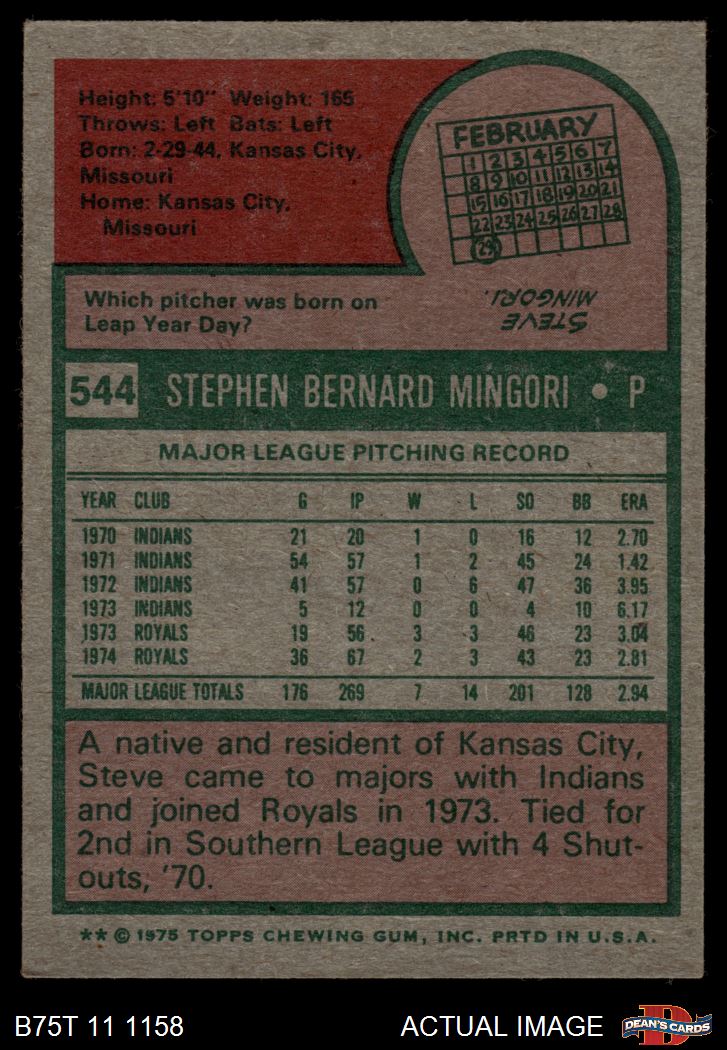 Height: 5'10" Weight: 165
Throws: Left Bats: Left
Born: 2-29-44, Kansas City,
Missouri
Home: Kansas City,
Missouri
FEBRUARY
1 2 3 4 5 6 7
8 9 10 11 12 13 14
15 16 17 18 19 20 21
22 23 24 25 26 27 28
29
Which pitcher was born on
Leap Year Day?
STEVE
MINGORI.
544 STEPHEN BERNARD MINGORI • P
MAJOR LEAGUE PITCHING RECORD
YEAR CLUB G IP W L SO BB ERA
1970 INDIANS 21 20 1 0 16 12 2.70
1971 INDIANS 54 57 1 2 45 24 1.42
1972 INDIANS 41 57 0 6 47 36 3.95
1973 INDIANS 5 12 0 0 4 10 6.17
1973 ROYALS 19 56 3 3 46 23 3.04
1974 ROYALS 36 67 2 3 43 23 2.81
MAJOR LEAGUE TOTALS 176 269 7 14 201 128 2.94
A native and resident of Kansas City,
Steve came to majors with Indians
and joined Royals in 1973. Tied for
2nd in Southern League with 4 Shut-
outs, '70.
** © 1975 TOPPS CHEWING GUM, INC. PRTD IN U.S.A.
B75T 11 1158 ACTUAL IMAGE D DEAN'S CARDS